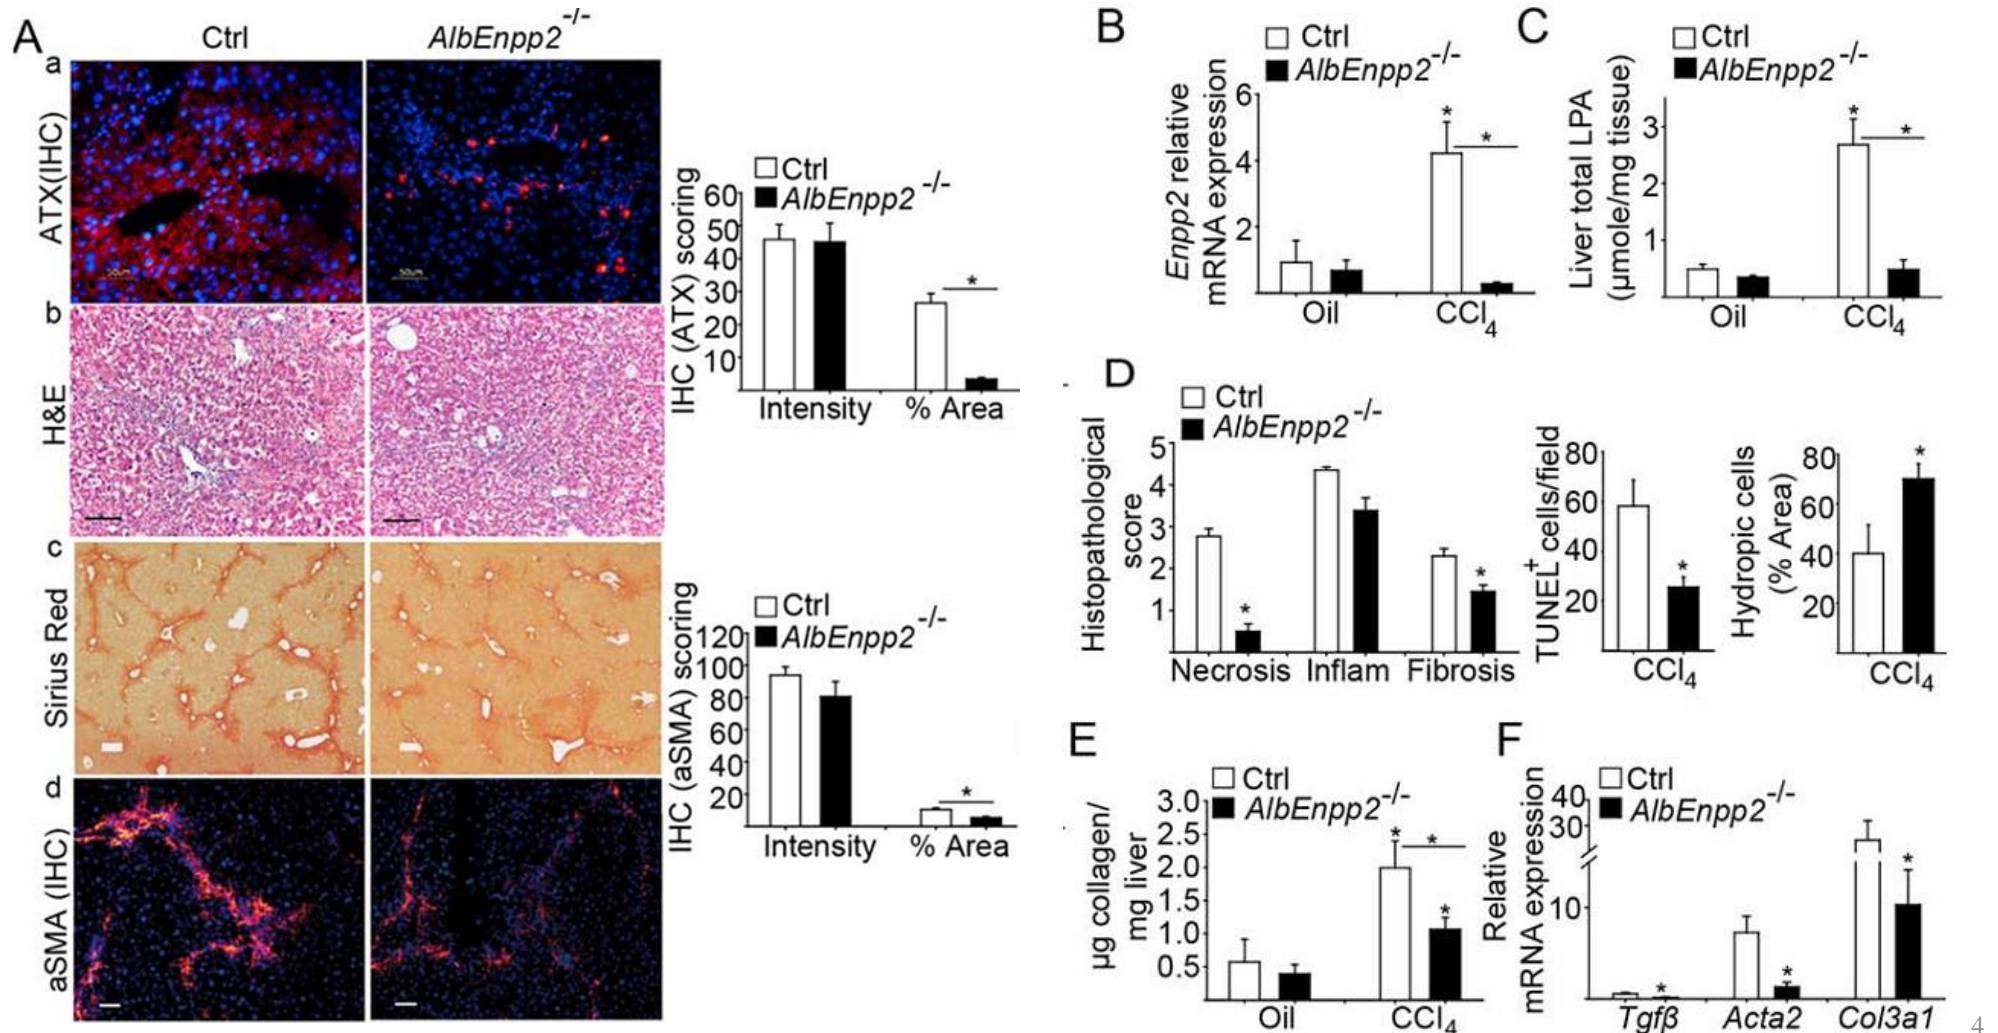 A
Ctrl
AlbEnpp2-/-
a
ATX(IHC)
50µm
50µm
b
H&E
c
Sirius Red
d
aSMA (IHC)
Ctrl
AlbEnpp2 -/-
IHC (ATX) scoring
60
50
40
30
20
10
*
Intensity
% Area
Ctrl
AlbEnpp2-/-
IHC (aSMA) scoring
120
100
80
60
40
20
*
Intensity
% Area
B
Ctrl
AlbEnpp2-/-
Enpp2 relative
mRNA expression
6
4
2
*
*
Oil
CCl4
C
Ctrl
AlbEnpp2-/-
Liver total LPA
(µmole/mg tissue)
3
2
1
*
*
Oil
CCl4
D
Ctrl
AlbEnpp2-/-
Histopathological
score
5
4
3
2
1
*
*
Necrosis
Inflam
Fibrosis
TUNEL+ cells/field
80
60
40
20
*
CCl4
Hydropic cells
(% Area)
80
60
40
20
*
CCl4
E
Ctrl
AlbEnpp2-/-
µg collagen/
mg liver
3.0
2.5
2.0
1.5
1.0
0.5
*
*
*
Oil
CCl4
F
Ctrl
AlbEnpp2-/-
Relative
mRNA expression
40
30
10
*
*
*
Tgfβ
Acta2
Col3a1
4